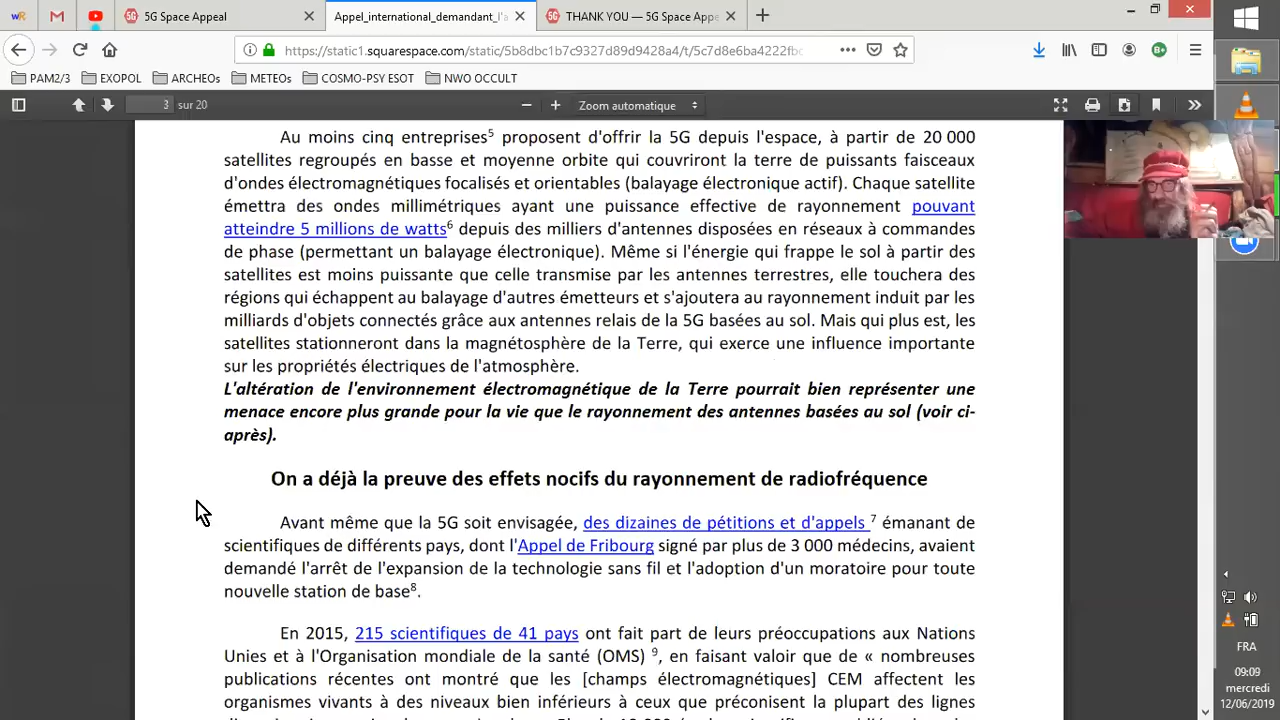 5G Space Appeal
Appel_international_demandant_l'a
THANK YOU — 5G Space Appe
https://static1.squarespace.com/static/5b8dbc1b7c9327d89d9428a4/t/5c7d8e6ba4222fbc
PAM2/3 EXOPOL ARCHEOs METEOs COSMO-PSY ESOT NWO OCCULT
3 sur 20 Zoom automatique
Au moins cinq entreprises⁵ proposent d'offrir la 5G depuis l'espace, à partir de 20 000
satellites regroupés en basse et moyenne orbite qui couvriront la terre de puissants faisceaux
d'ondes électromagnétiques focalisés et orientables (balayage électronique actif). Chaque satellite
émettra des ondes millimétriques ayant une puissance effective de rayonnement pouvant
atteindre 5 millions de watts⁶ depuis des milliers d'antennes disposées en réseaux à commandes
de phase (permettant un balayage électronique). Même si l'énergie qui frappe le sol à partir des
satellites est moins puissante que celle transmise par les antennes terrestres, elle touchera des
régions qui échappent au balayage d'autres émetteurs et s'ajoutera au rayonnement induit par les
milliards d'objets connectés grâce aux antennes relais de la 5G basées au sol. Mais qui plus est, les
satellites stationneront dans la magnétosphère de la Terre, qui exerce une influence importante
sur les propriétés électriques de l'atmosphère.
L'altération de l'environnement électromagnétique de la Terre pourrait bien représenter une
menace encore plus grande pour la vie que le rayonnement des antennes basées au sol (voir ci-
après).
On a déjà la preuve des effets nocifs du rayonnement de radiofréquence
Avant même que la 5G soit envisagée, des dizaines de pétitions et d'appels ⁷ émanant de
scientifiques de différents pays, dont l'Appel de Fribourg signé par plus de 3 000 médecins, avaient
demandé l'arrêt de l'expansion de la technologie sans fil et l'adoption d'un moratoire pour toute
nouvelle station de base⁸.
En 2015, 215 scientifiques de 41 pays ont fait part de leurs préoccupations aux Nations
Unies et à l'Organisation mondiale de la santé (OMS) ⁹, en faisant valoir que de « nombreuses
publications récentes ont montré que les [champs électromagnétiques] CEM affectent les
organismes vivants à des niveaux bien inférieurs à ceux que préconisent la plupart des lignes
FRA
09:09
mercredi
12/06/2019